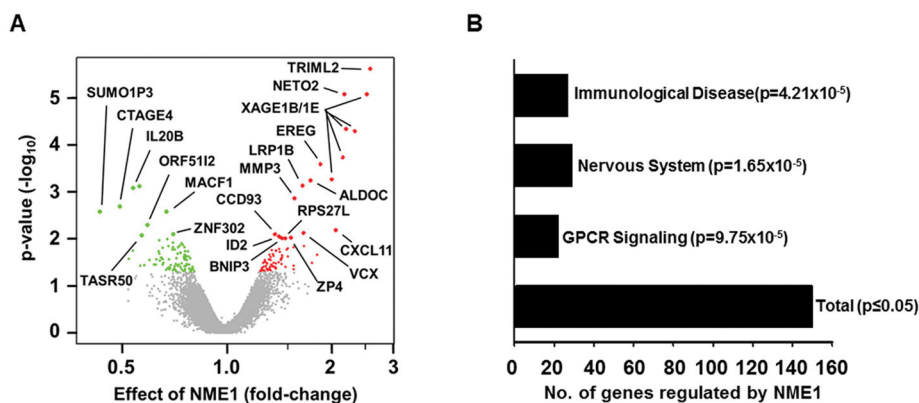 A
p-value (-log10)
5
4
3
2
1
0
SUMO1P3
CTAGE4
IL20B
ORF51I2
MACF1
ZNF302
TASR50
TRIML2
NETO2
XAGE1B/1E
EREG
LRP1B
MMP3
CCD93
ALDOC
RPS27L
ID2
BNIP3
CXCL11
VCX
ZP4
0.5
1.0
2
3
Effect of NME1 (fold-change)
B
Immunological Disease(p=4.21x10-5)
Nervous System (p=1.65x10-5)
GPCR Signaling (p=9.75x10-5)
Total (p≤0.05)
0 20 40 60 80 100 120 140 160
No. of genes regulated by NME1